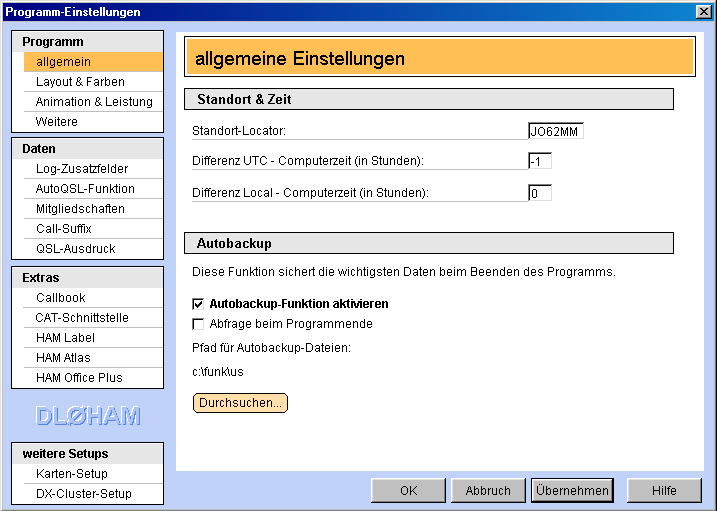 Programm-Einstellungen
Programm
allgemein
Layout & Farben
Animation & Leistung
Weitere
Daten
Log-Zusatzfelder
AutoQSL-Funktion
Mitgliedschaften
Call-Suffix
QSL-Ausdruck
Extras
Callbook
CAT-Schnittstelle
HAM Label
HAM Atlas
HAM Office Plus
DLØHAM
weitere Setups
Karten-Setup
DX-Cluster-Setup
allgemeine Einstellungen
Standort & Zeit
Standort-Locator: JO62MM
Differenz UTC - Computerzeit (in Stunden): -1
Differenz Local - Computerzeit (in Stunden): 0
Autobackup
Diese Funktion sichert die wichtigsten Daten beim Beenden des Programms.
Autobackup-Funktion aktivieren
Abfrage beim Programmende
Pfad für Autobackup-Dateien:
c:\funk\us
Durchsuchen...
OK Abbruch Übernehmen Hilfe